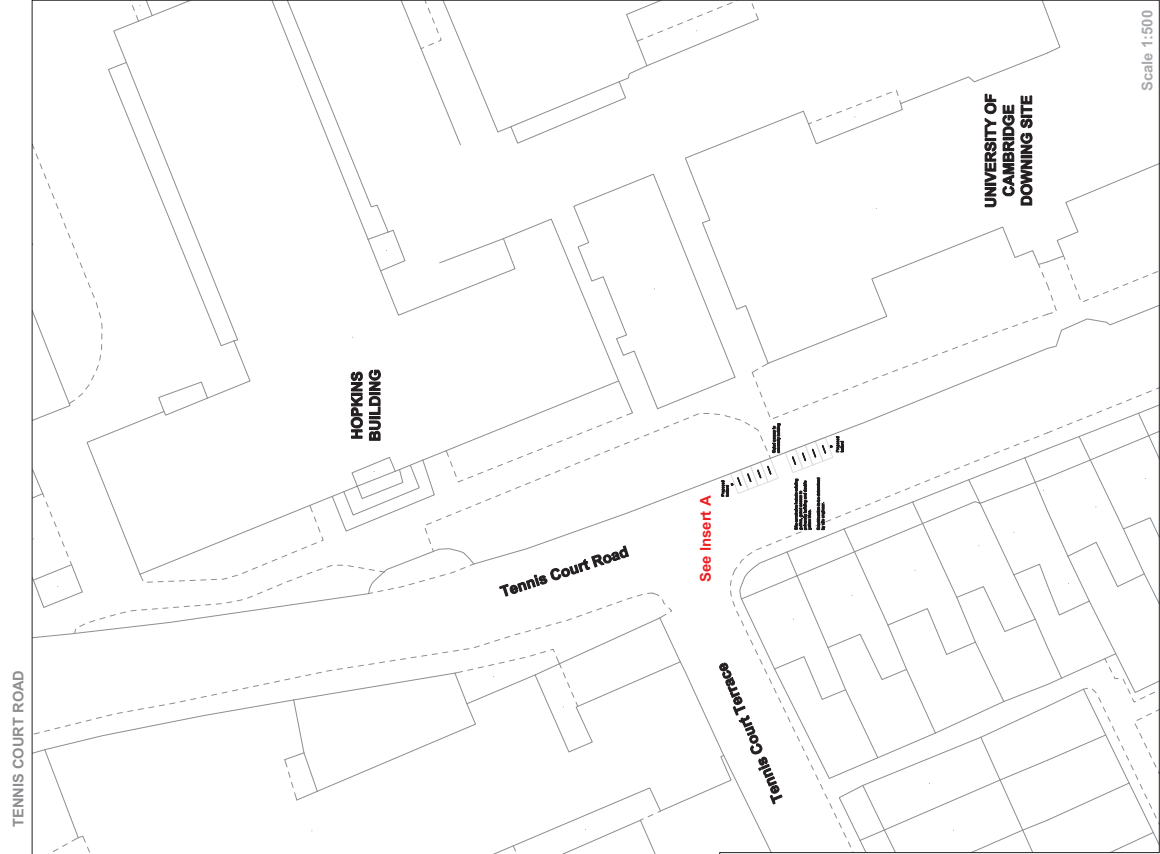 TENNIS COURT ROAD
HOPKINS
BUILDING
Tennis Court Road
See Insert A
Tennis Court Terrace
UNIVERSITY OF
CAMBRIDGE
DOWNING SITE
Scale 1:500